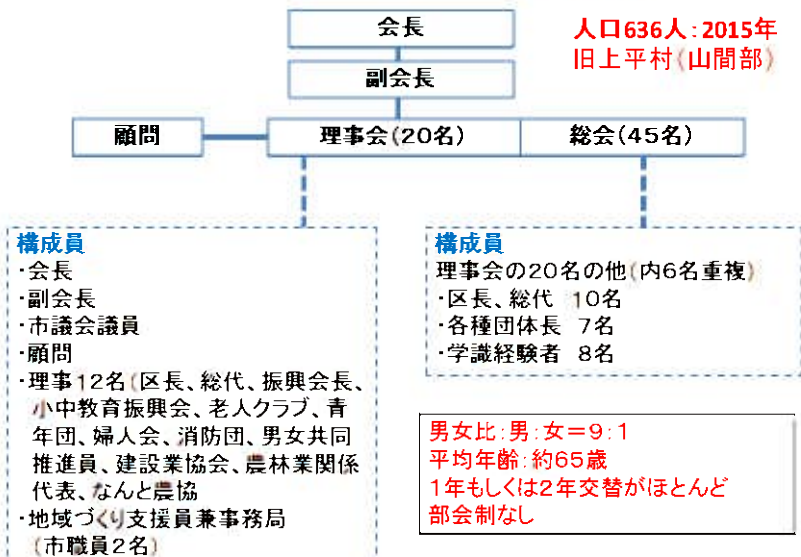 会長
人口636人：2015年
旧上平村(山間部)
副会長
顧問
理事会(20名)
総会(45名)
構成員
・会長
・副会長
・市議会議員
・顧問
・理事12名(区長、総代、振興会長、
小中教育振興会、老人クラブ、青
年団、婦人会、消防団、男女共同
推進員、建設業協会、農林業関係
代表、なんと農協
・地域づくり支援員兼事務局
(市職員2名)
構成員
理事会の20名の他(内6名重複)
・区長、総代 10名
・各種団体長 7名
・学識経験者 8名
男女比：男：女＝9：1
平均年齢：約65歳
1年もしくは2年交替がほとんど
部会制なし